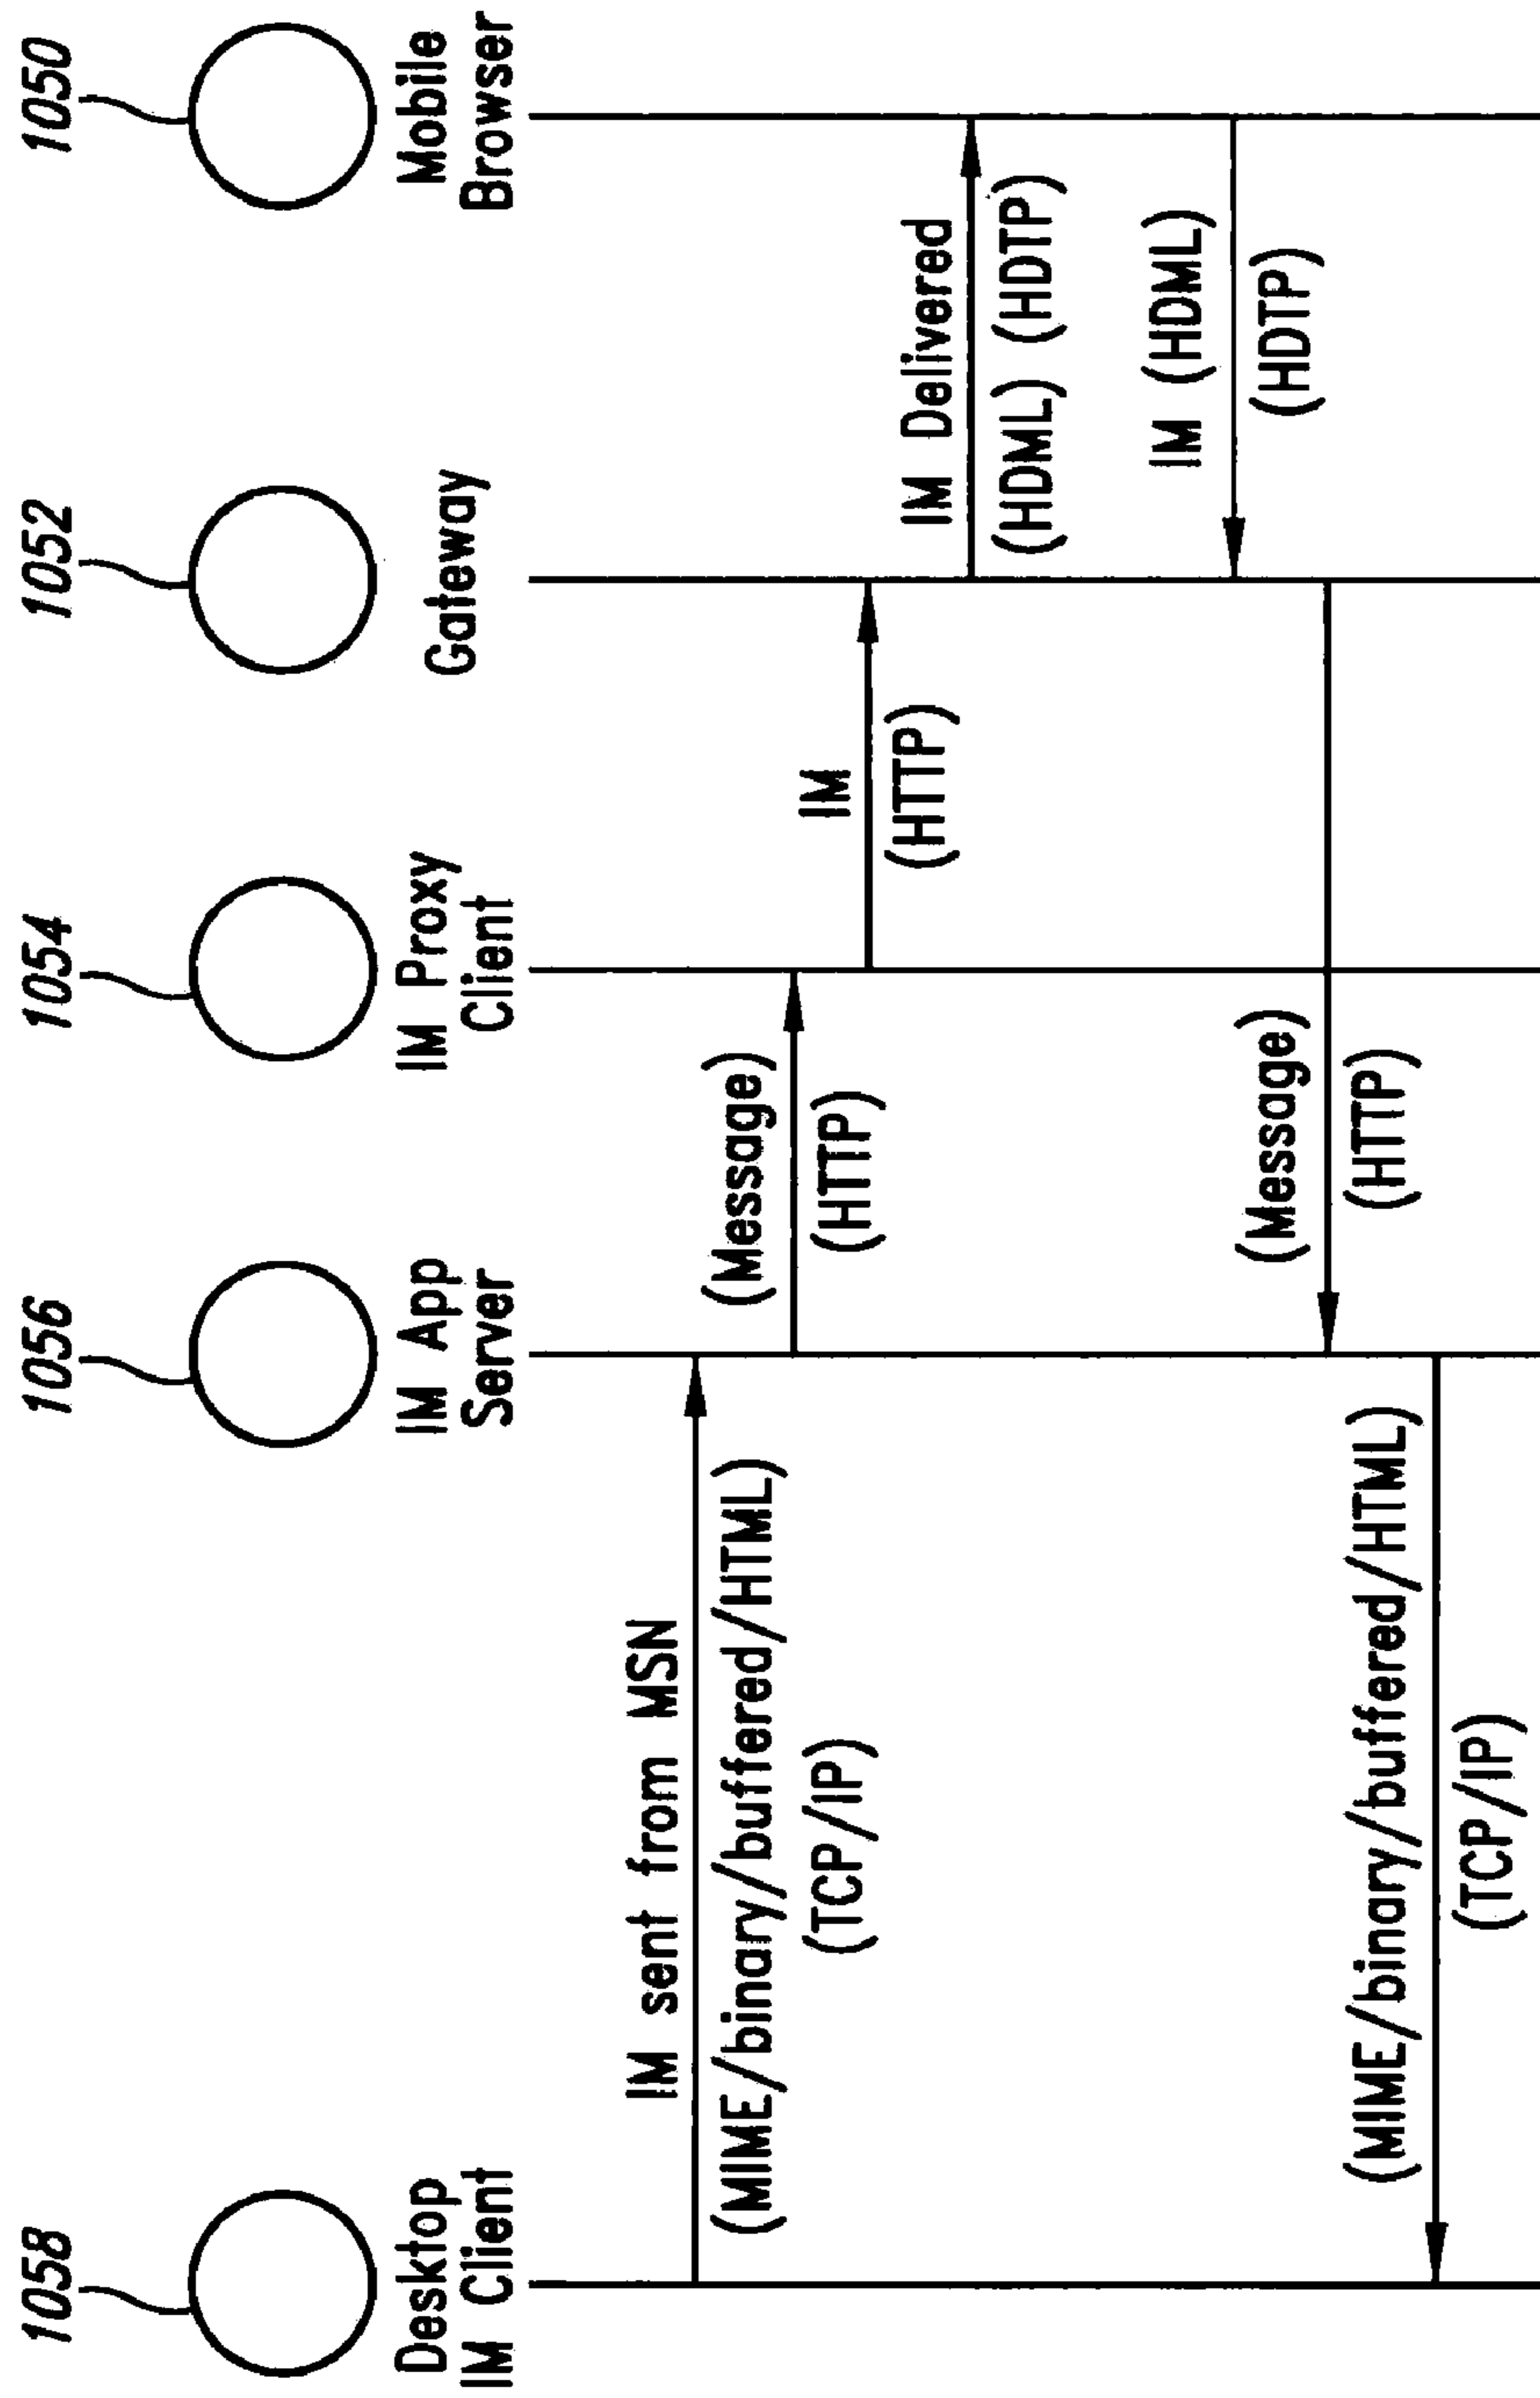 1058
1056
1054
1052
1050
Desktop
IM Client
IM App
Server
IM Proxy
Client
Gateway
Mobile
Browser
IM sent from MSN
(MIME/binary/buffered/HTML)
(TCP/IP)
(Message)
(HTTP)
IM
(HTTP)
IM Delivered
(HDML) (HDTP)
IM (HDML)
(HDTP)
(Message)
(HTTP)
(MIME/binary/buffered/HTML)
(TCP/IP)